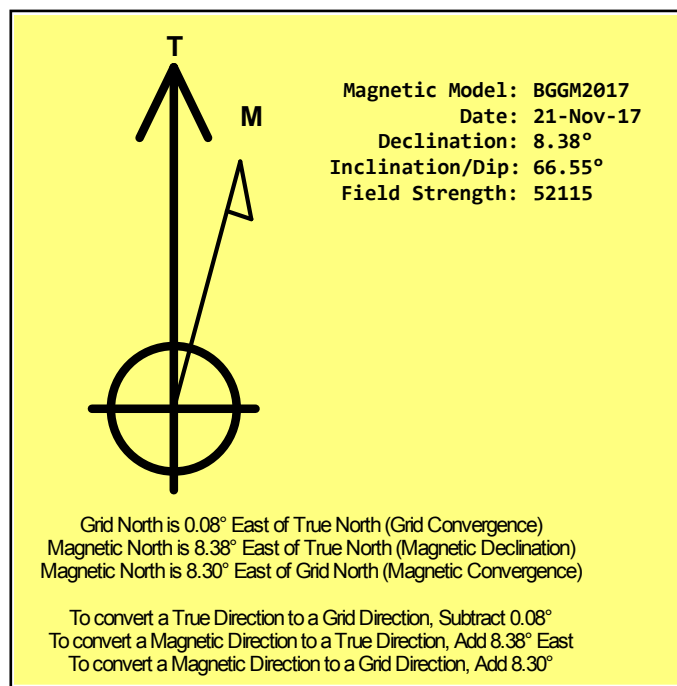 T
M
Magnetic Model: BGGM2017
Date: 21-Nov-17
Declination: 8.38°
Inclination/Dip: 66.55°
Field Strength: 52115
Grid North is 0.08° East of True North (Grid Convergence)
Magnetic North is 8.38° East of True North (Magnetic Declination)
Magnetic North is 8.30° East of Grid North (Magnetic Convergence)
To convert a True Direction to a Grid Direction, Subtract 0.08°
To convert a Magnetic Direction to a True Direction, Add 8.38° East
To convert a Magnetic Direction to a Grid Direction, Add 8.30°